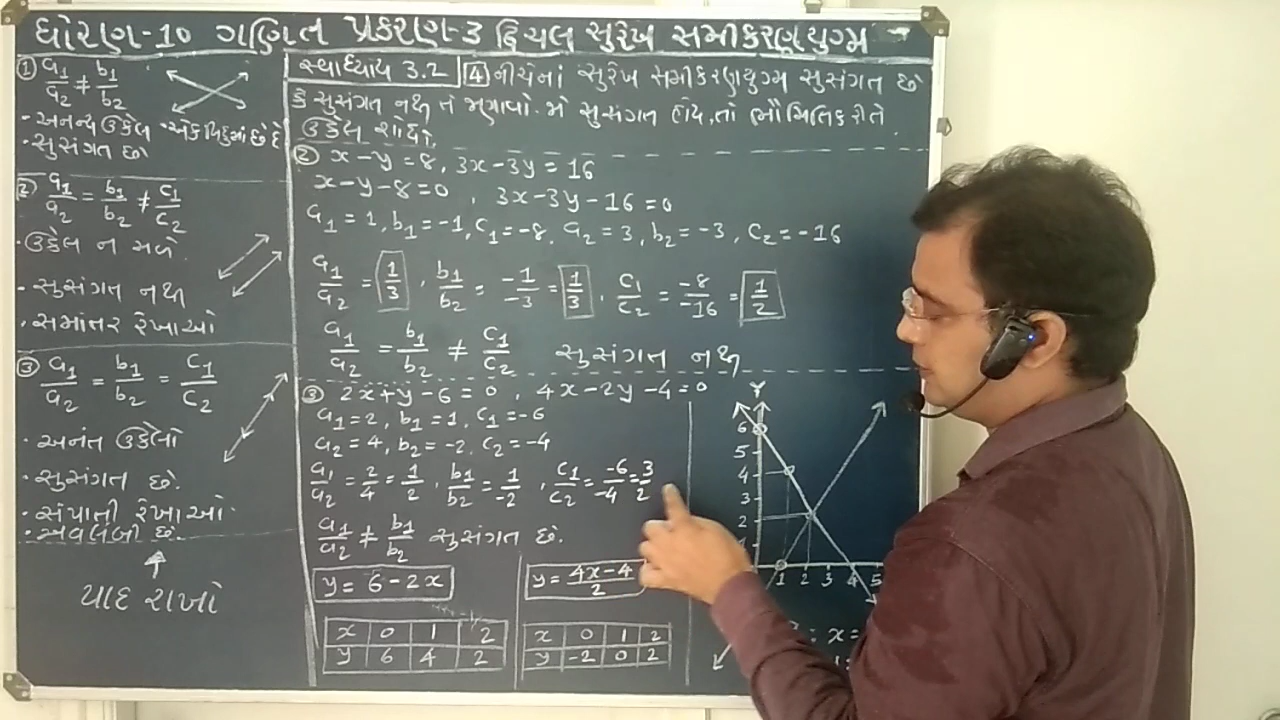 ધોરણ-10 ગણિત પ્રકરણ-3 દ્વિચલ સુરેખ સમીકરણયુગ્મ
① a1/a2 ≠ b1/b2
· અનન્ય ઉકેલ · એક બિંદુમાં છેદે
· સુસંગત છે
② a1/a2 = b1/b2 ≠ c1/c2
· ઉકેલ ન મળે.
· સુસંગત નથી
· સમાંતર રેખાઓ
③ a1/a2 = b1/b2 = c1/c2
· અનંત ઉકેલો
· સુસંગત છે.
· સંપાતી રેખાઓ
· અવલંબી છે.
યાદ રાખો
સ્વાધ્યાય 3.2 4 નીચેનાં સુરેખ સમીકરણયુગ્મ સુસંગત છે
કે સુસંગત નથી તે જણાવો. જો સુસંગત હોય, તો ભૌમિતિક રીતે
ઉકેલ શોધો.
② x-y=8, 3x-3y=16
x-y-8=0 , 3x-3y-16=0
a1=1, b1=-1, c1=-8, a2=3, b2=-3, c2=-16
a1/a2 = 1/3 , b1/b2 = -1/-3 = 1/3 , c1/c2 = -8/-16 = 1/2
a1/a2 = b1/b2 ≠ c1/c2 સુસંગત નથી
③ 2x+y-6=0 , 4x-2y-4=0
a1=2, b1=1, c1=-6
a2=4, b2=-2, c2=-4
a1/a2 = 2/4 = 1/2 , b1/b2 = 1/-2 , c1/c2 = -6/-4 = 3/2
a1/a2 ≠ b1/b2 સુસંગત છે.
y=6-2x
x 0 1 2
y 6 4 2
y=4x-4/2
x 0 1 2
y -2 0 2
Y
6
5
4
3
2
1
1 2 3 4 5
: x=